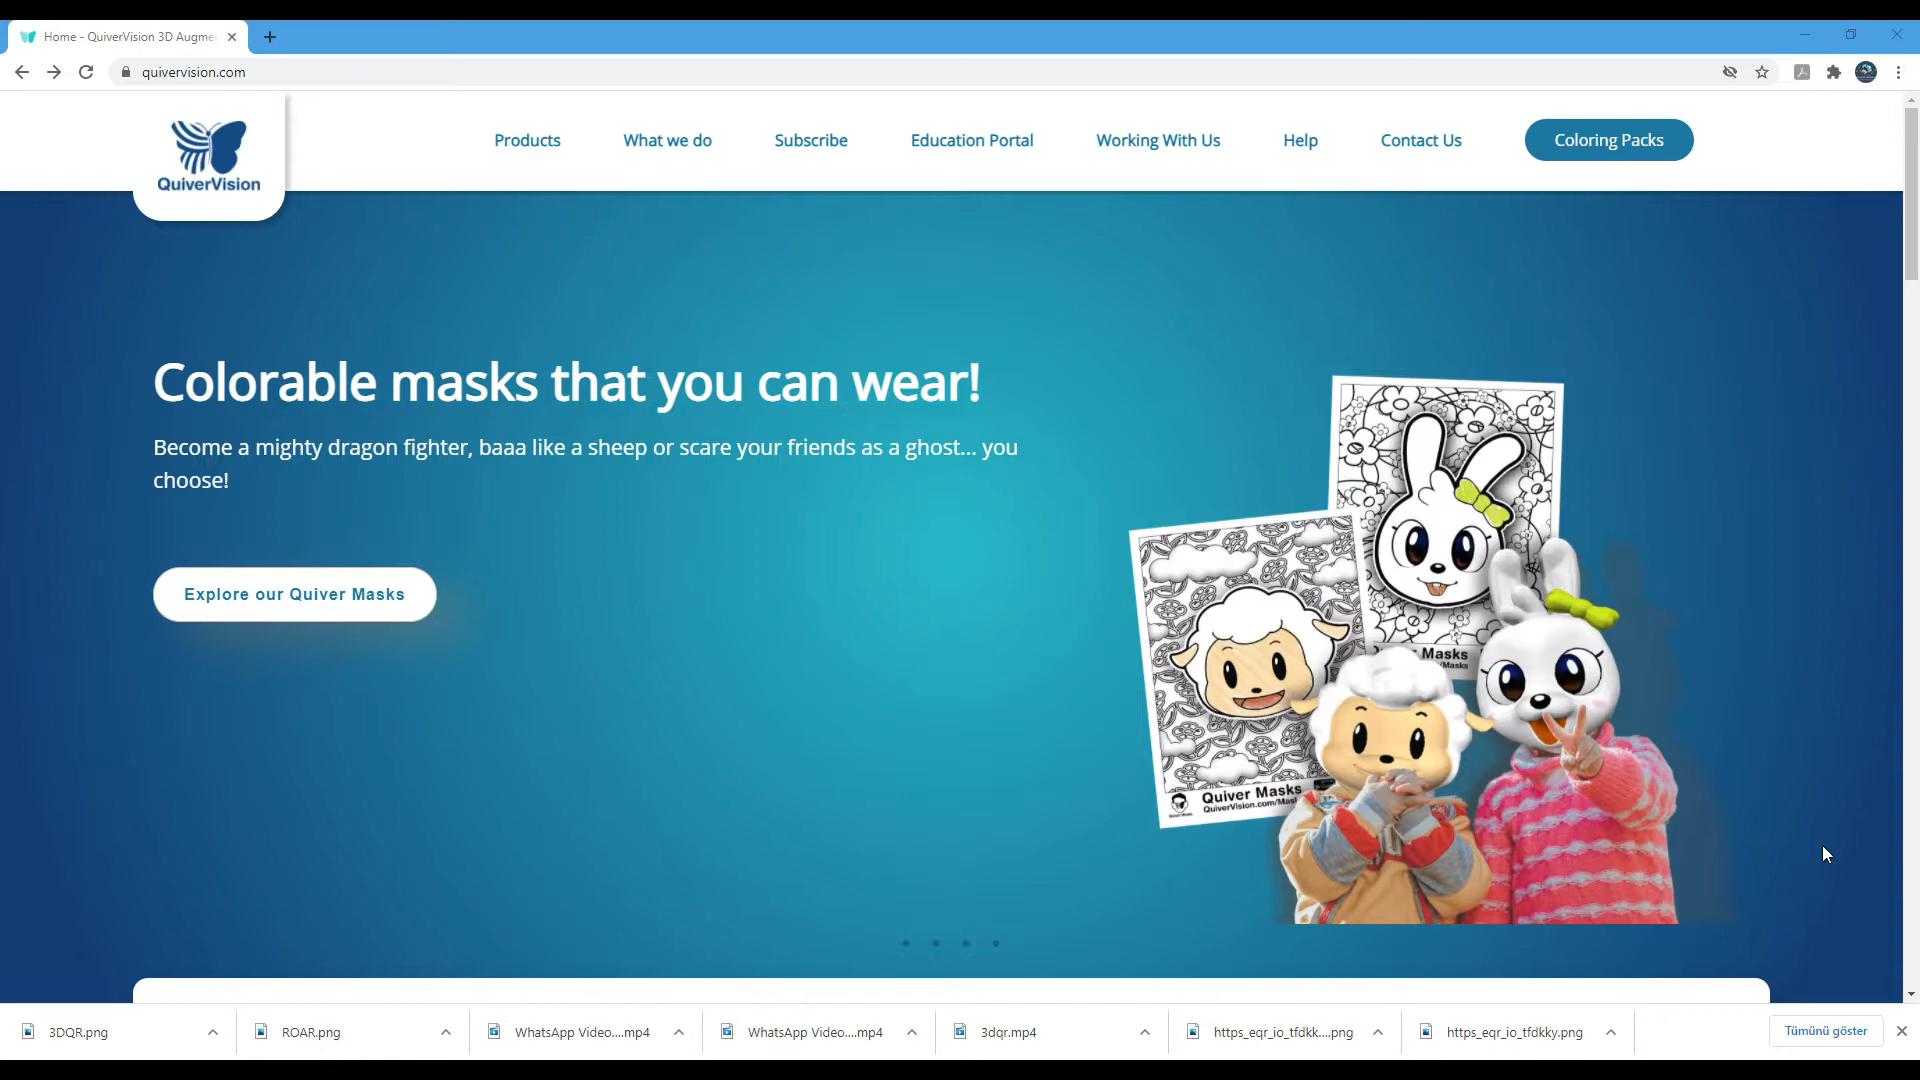 Home - QuiverVision 3D Augme
quivervision.com
QuiverVision
Products
What we do
Subscribe
Education Portal
Working With Us
Help
Contact Us
Coloring Packs
Colorable masks that you can wear!
Become a mighty dragon fighter, baaa like a sheep or scare your friends as a ghost... you
choose!
Explore our Quiver Masks
Masks
/Masks
Quiver Masks
QuiverVision.com/Mas
3DQR.png
ROAR.png
WhatsApp Video....mp4
WhatsApp Video....mp4
3dqr.mp4
https_eqr_io_tfdkk....png
https_eqr_io_tfdkky.png
Tümünü göster